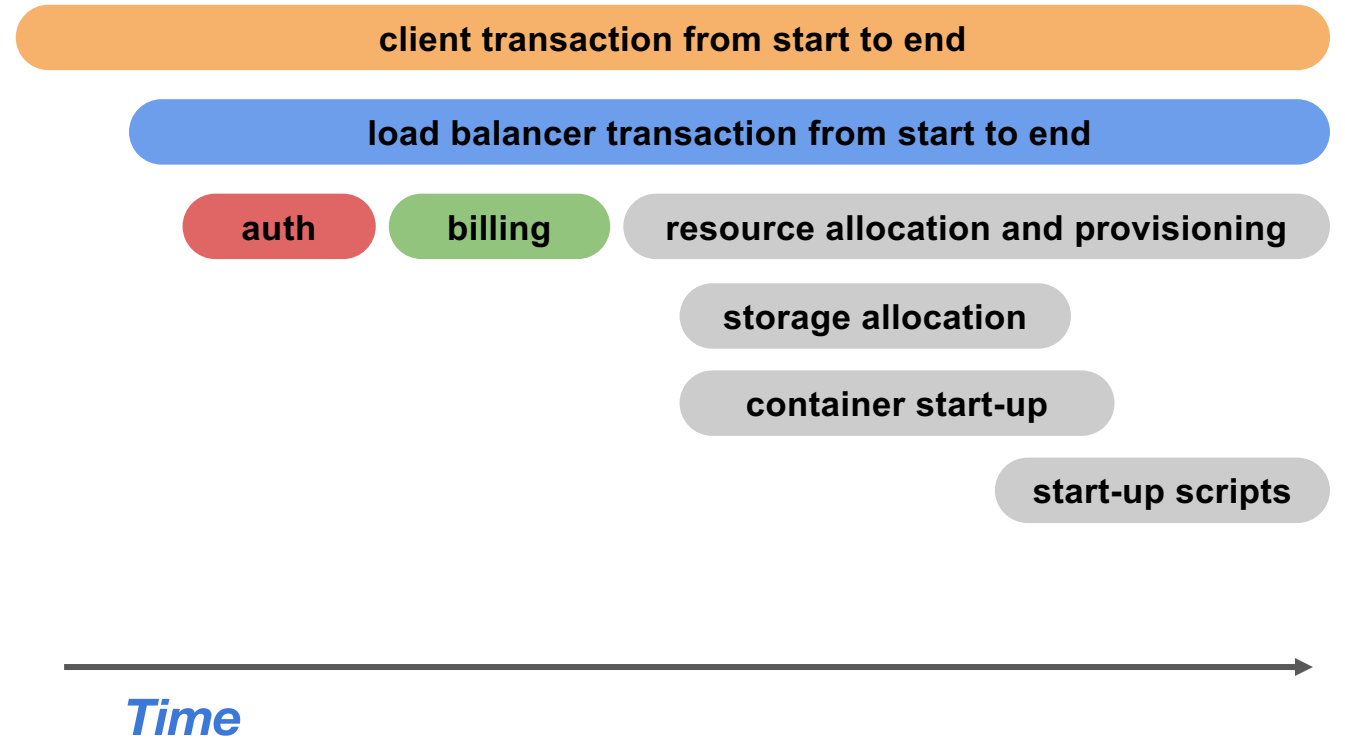 client transaction from start to end
load balancer transaction from start to end
auth
billing
resource allocation and provisioning
storage allocation
container start-up
start-up scripts
Time